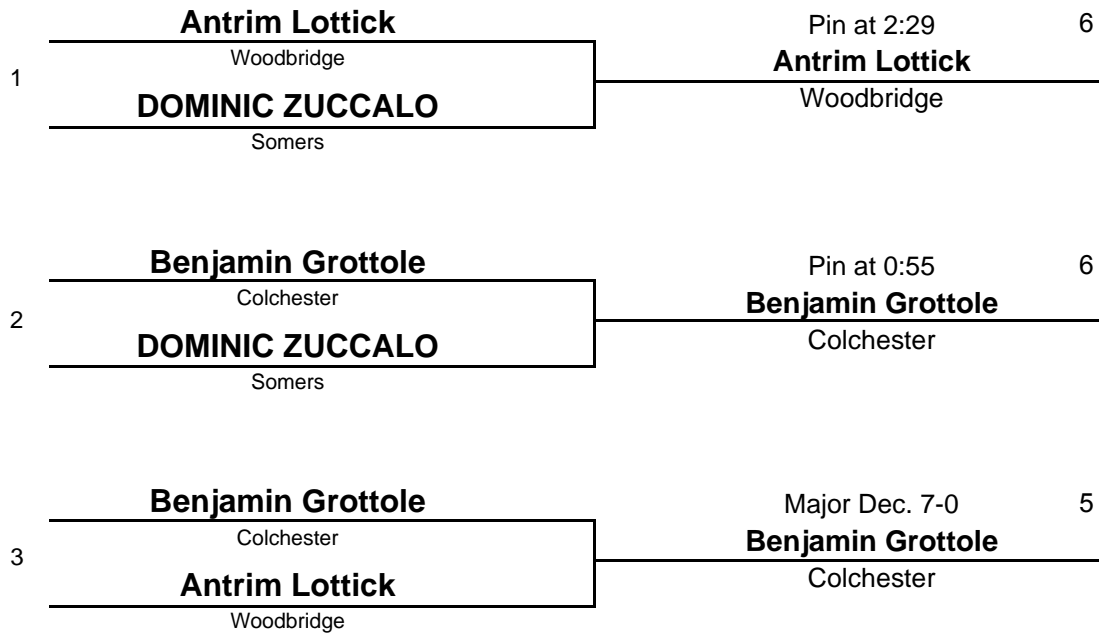 Antrim Lottick
Woodbridge
1
DOMINIC ZUCCALO
Somers
Pin at 2:29 6
Antrim Lottick
Woodbridge
Benjamin Grottole
Colchester
2
DOMINIC ZUCCALO
Somers
Pin at 0:55 6
Benjamin Grottole
Colchester
Benjamin Grottole
Colchester
3
Antrim Lottick
Woodbridge
Major Dec. 7-0 5
Benjamin Grottole
Colchester